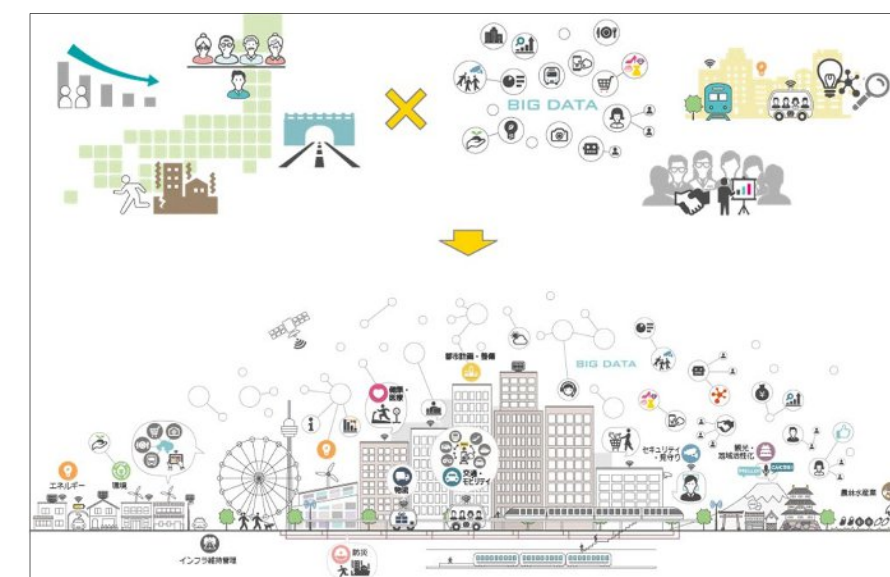 BIG DATA
都市計画・整備
BIG DATA
健康・
医療
エネルギー
環境
物流
交通・
モビリティ
セキュリティ
・見守り
観光・
地域活性化
農林水産業
インフラ維持管理
防災